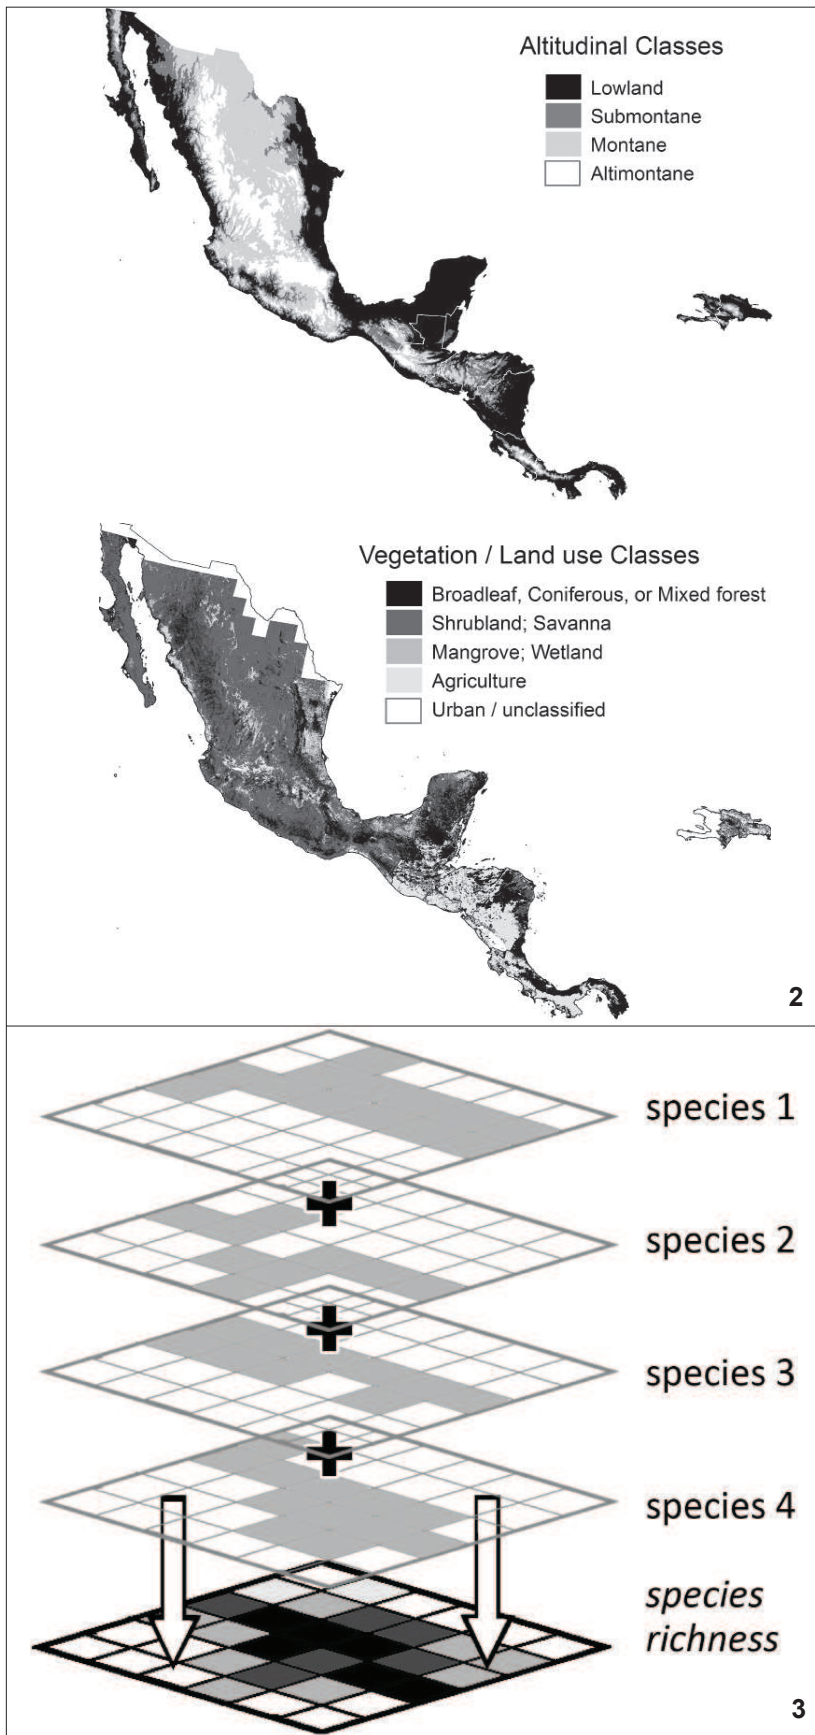 Altitudinal Classes
Lowland
Submontane
Montane
Altimontane
Vegetation / Land use Classes
Broadleaf, Coniferous, or Mixed forest
Shrubland; Savanna
Mangrove; Wetland
Agriculture
Urban / unclassified
2
species 1
species 2
species 3
species 4
species
richness
3